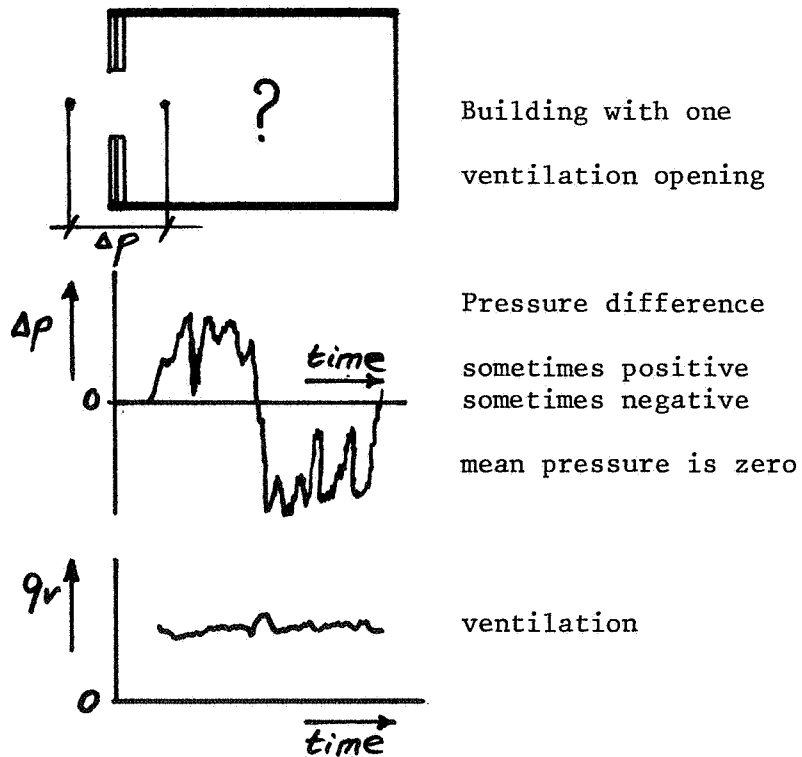 ?
Building with one
ventilation opening
Δp
Δp
0
time
Pressure difference
sometimes positive
sometimes negative
mean pressure is zero
qv
0
time
ventilation